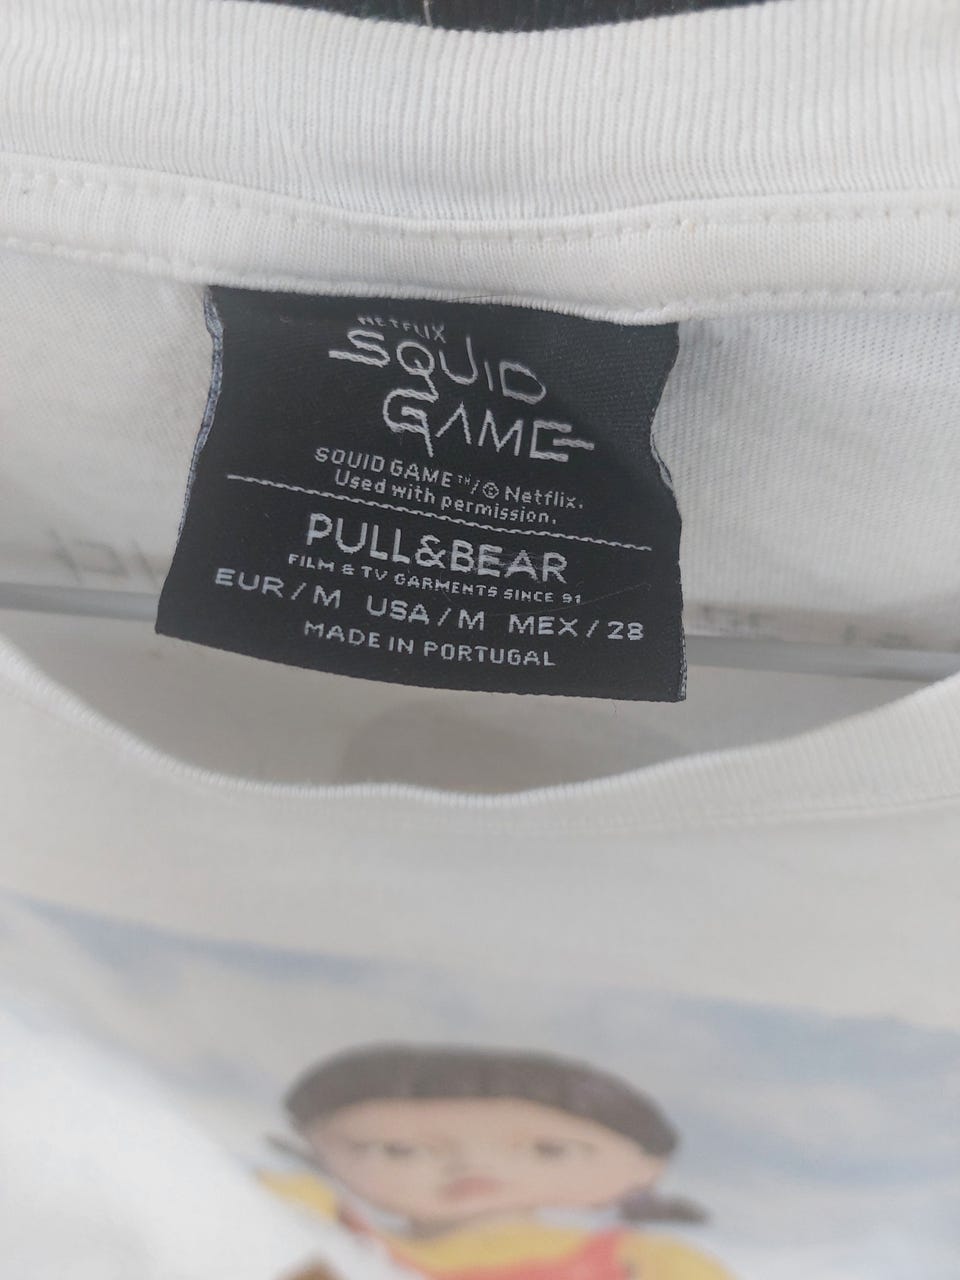 NETFLIX
SQUID
GAME
SQUID GAME™/© Netflix.
Used with permission.
PULL&BEAR
FILM & TV GARMENTS SINCE 91
EUR/M USA/M MEX/28
MADE IN PORTUGAL